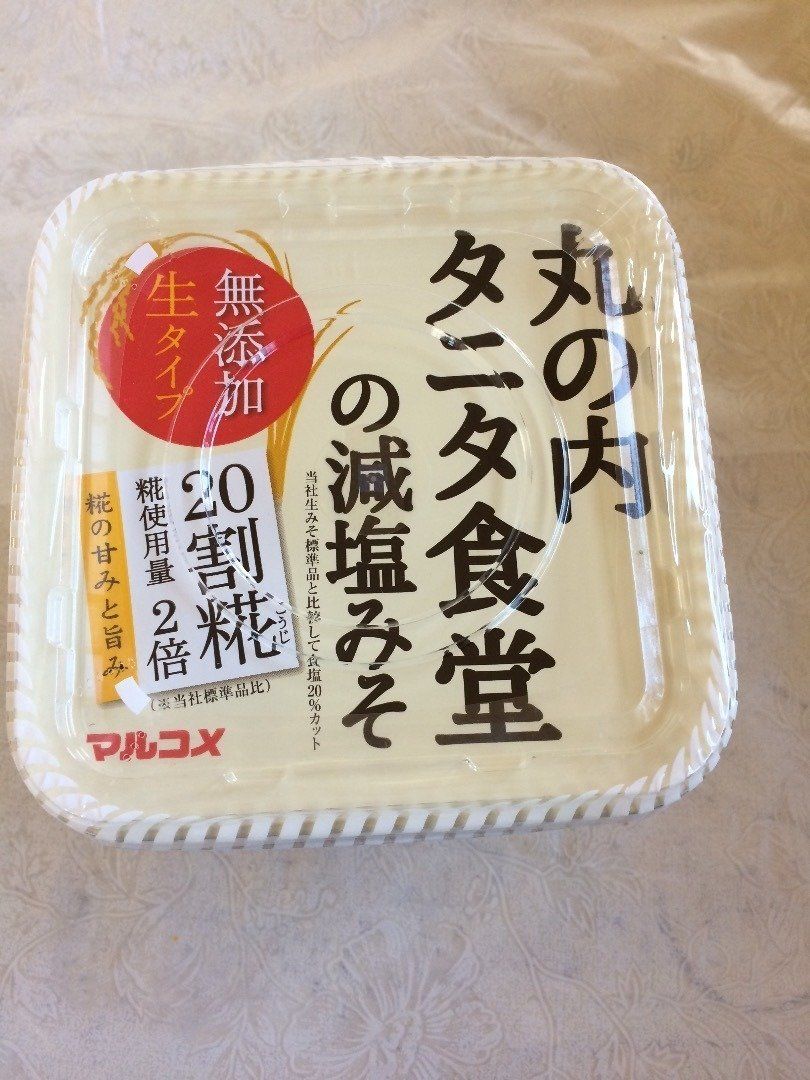 丸の内
タニタ食堂
の減塩みそ
当社生みそ標準品と比較して食塩20%カット
無添加
生タイプ
20割糀
こうじ
糀使用量 2倍
(※当社標準品比)
糀の甘みと旨み
マルコメ